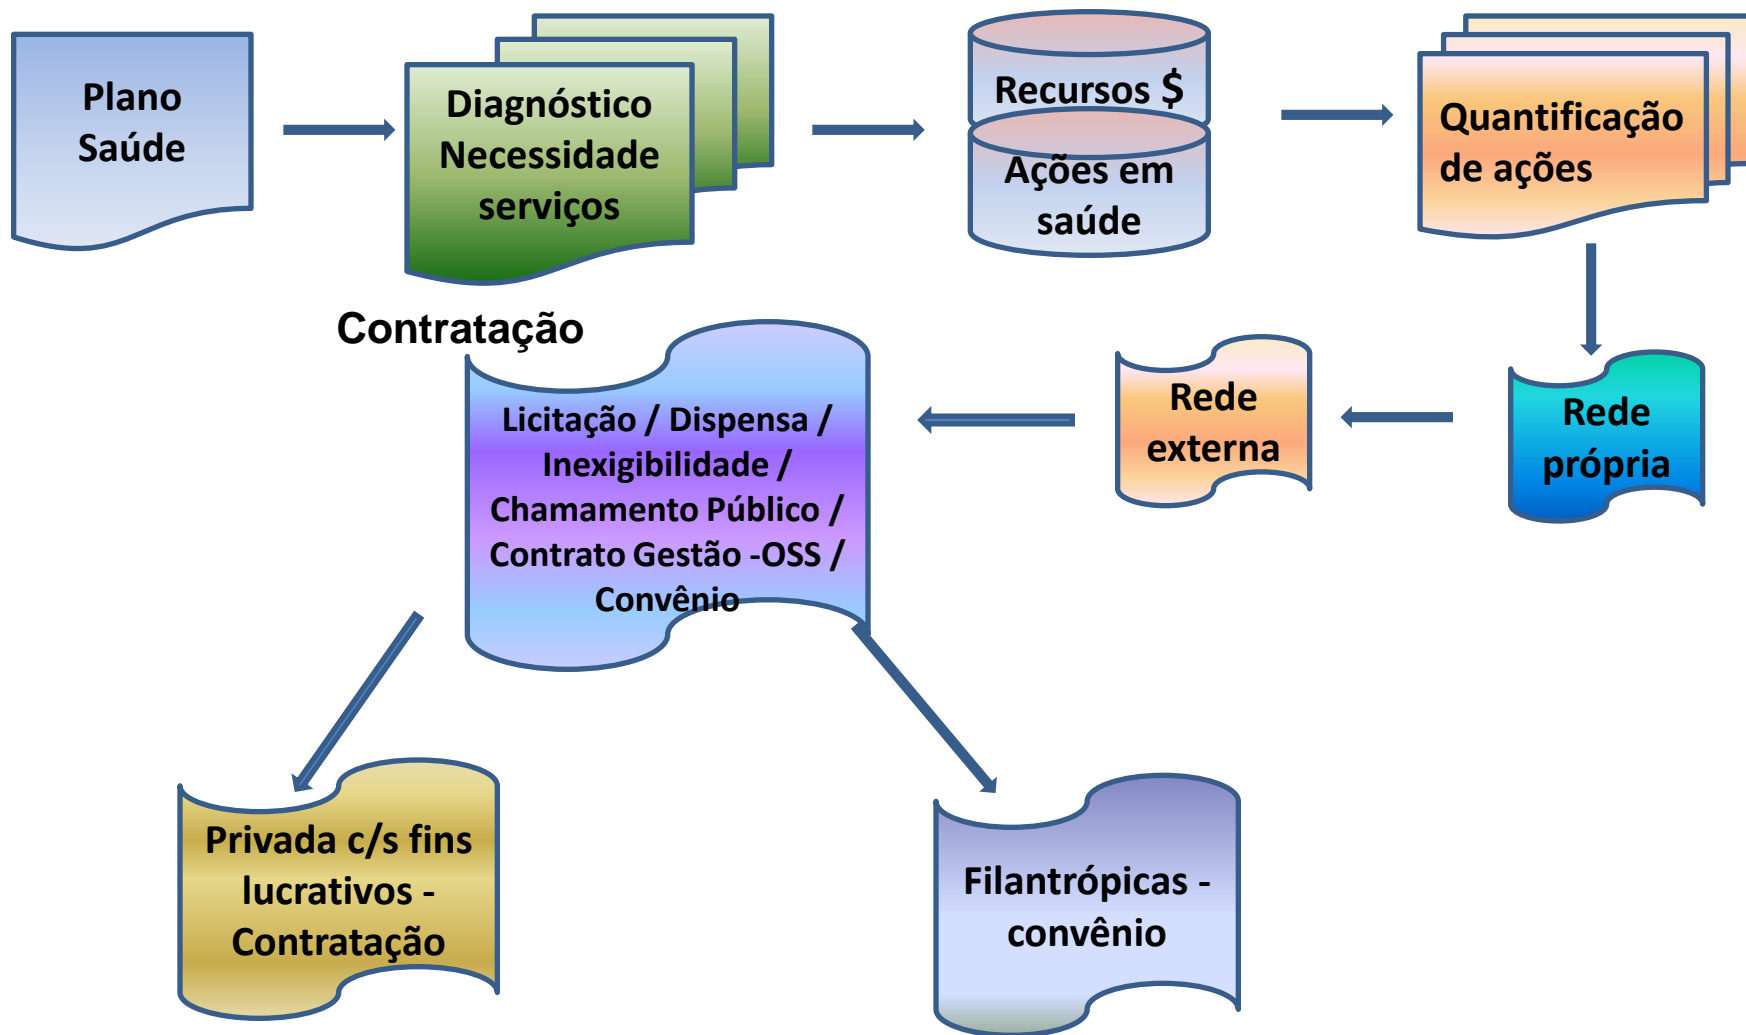 Plano
Saúde
Diagnóstico
Necessidade
serviços
Recursos $
Ações em
saúde
Quantificação
de ações
Contratação
Licitação / Dispensa /
Inexigibilidade /
Chamamento Público /
Contrato Gestão -OSS /
Convênio
Rede
externa
Rede
própria
Privada c/s fins
lucrativos -
Contratação
Filantrópicas -
convênio